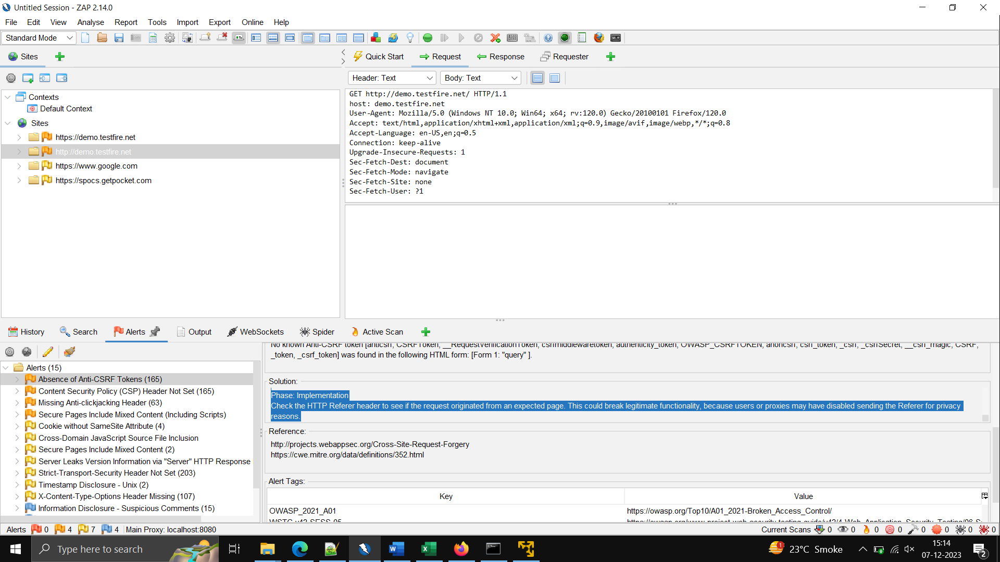 Untitled Session - ZAP 2.14.0
File Edit View Analyse Report Tools Import Export Online Help
Standard Mode
Sites
Quick Start Request Response Requester
Header: Text Body: Text
Contexts
Default Context
Sites
https://demo.testfire.net
http://demo.testfire.net
https://www.google.com
https://spocs.getpocket.com
GET http://demo.testfire.net/ HTTP/1.1
host: demo.testfire.net
User-Agent: Mozilla/5.0 (Windows NT 10.0; Win64; x64; rv:120.0) Gecko/20100101 Firefox/120.0
Accept: text/html,application/xhtml+xml,application/xml;q=0.9,image/avif,image/webp,*/*;q=0.8
Accept-Language: en-US,en;q=0.5
Connection: keep-alive
Upgrade-Insecure-Requests: 1
Sec-Fetch-Dest: document
Sec-Fetch-Mode: navigate
Sec-Fetch-Site: none
Sec-Fetch-User: ?1
History Search Alerts Output WebSockets Spider Active Scan
Alerts (15)
Absence of Anti-CSRF Tokens (165)
Content Security Policy (CSP) Header Not Set (165)
Missing Anti-clickjacking Header (63)
Secure Pages Include Mixed Content (Including Scripts)
Cookie without SameSite Attribute (4)
Cross-Domain JavaScript Source File Inclusion
Secure Pages Include Mixed Content (2)
Server Leaks Version Information via "Server" HTTP Response
Strict-Transport-Security Header Not Set (203)
Timestamp Disclosure - Unix (2)
X-Content-Type-Options Header Missing (107)
Information Disclosure - Suspicious Comments (15)
No known Anti-CSRF token [anticsrf, CSRFToken, __RequestVerificationToken, csrfmiddlewaretoken, authenticity_token, OWASP_CSRFTOKEN, anoncsrf, csrf_token, _csrf, _csrfSecret, __csrf_magic, CSRF,
_token, _csrf_token] was found in the following HTML form: [Form 1: "query" ].
Solution:
Phase: Implementation
Check the HTTP Referer header to see if the request originated from an expected page. This could break legitimate functionality, because users or proxies may have disabled sending the Referer for privacy
reasons.
Reference:
http://projects.webappsec.org/Cross-Site-Request-Forgery
https://cwe.mitre.org/data/definitions/352.html
Alert Tags:
Key Value
OWASP_2021_A01 https://owasp.org/Top10/A01_2021-Broken_Access_Control/
WSTG-v42-SESS-05 https://owasp.org/www-project-web-security-testing-guide/v42/4-Web_Application_Security_Testing/06-S
Alerts 0 4 7 4 Main Proxy: localhost:8080
Current Scans 0 0 0 0 0 0 0 0
Type here to search
23°C Smoke
1
15:14
07-12-2023
2